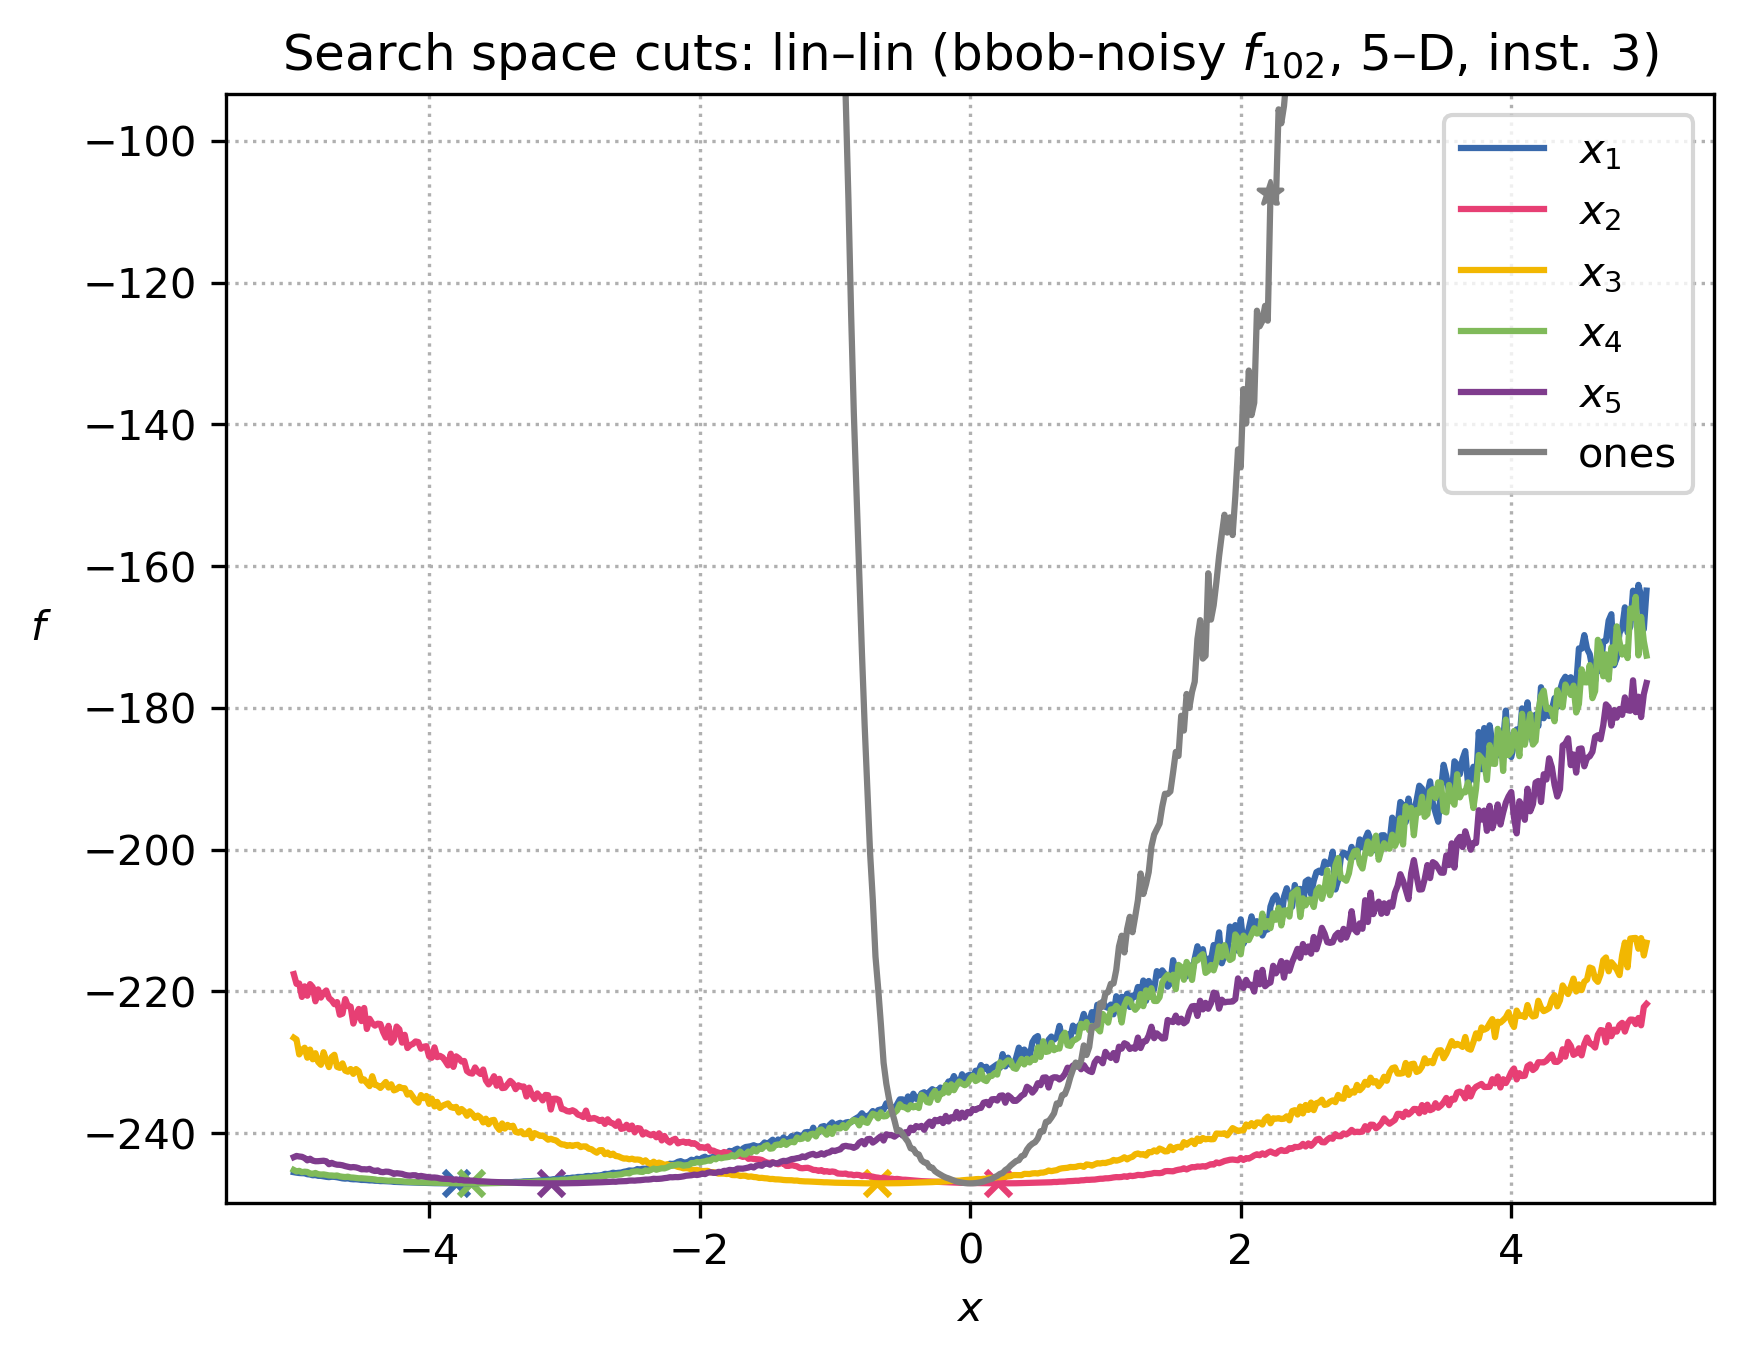 Search space cuts: lin–lin (bbob-noisy f102, 5–D, inst. 3)
−100
−120
−140
−160
−180
−200
−220
−240
f
−4
−2
0
2
4
x
x1
x2
x3
x4
x5
ones